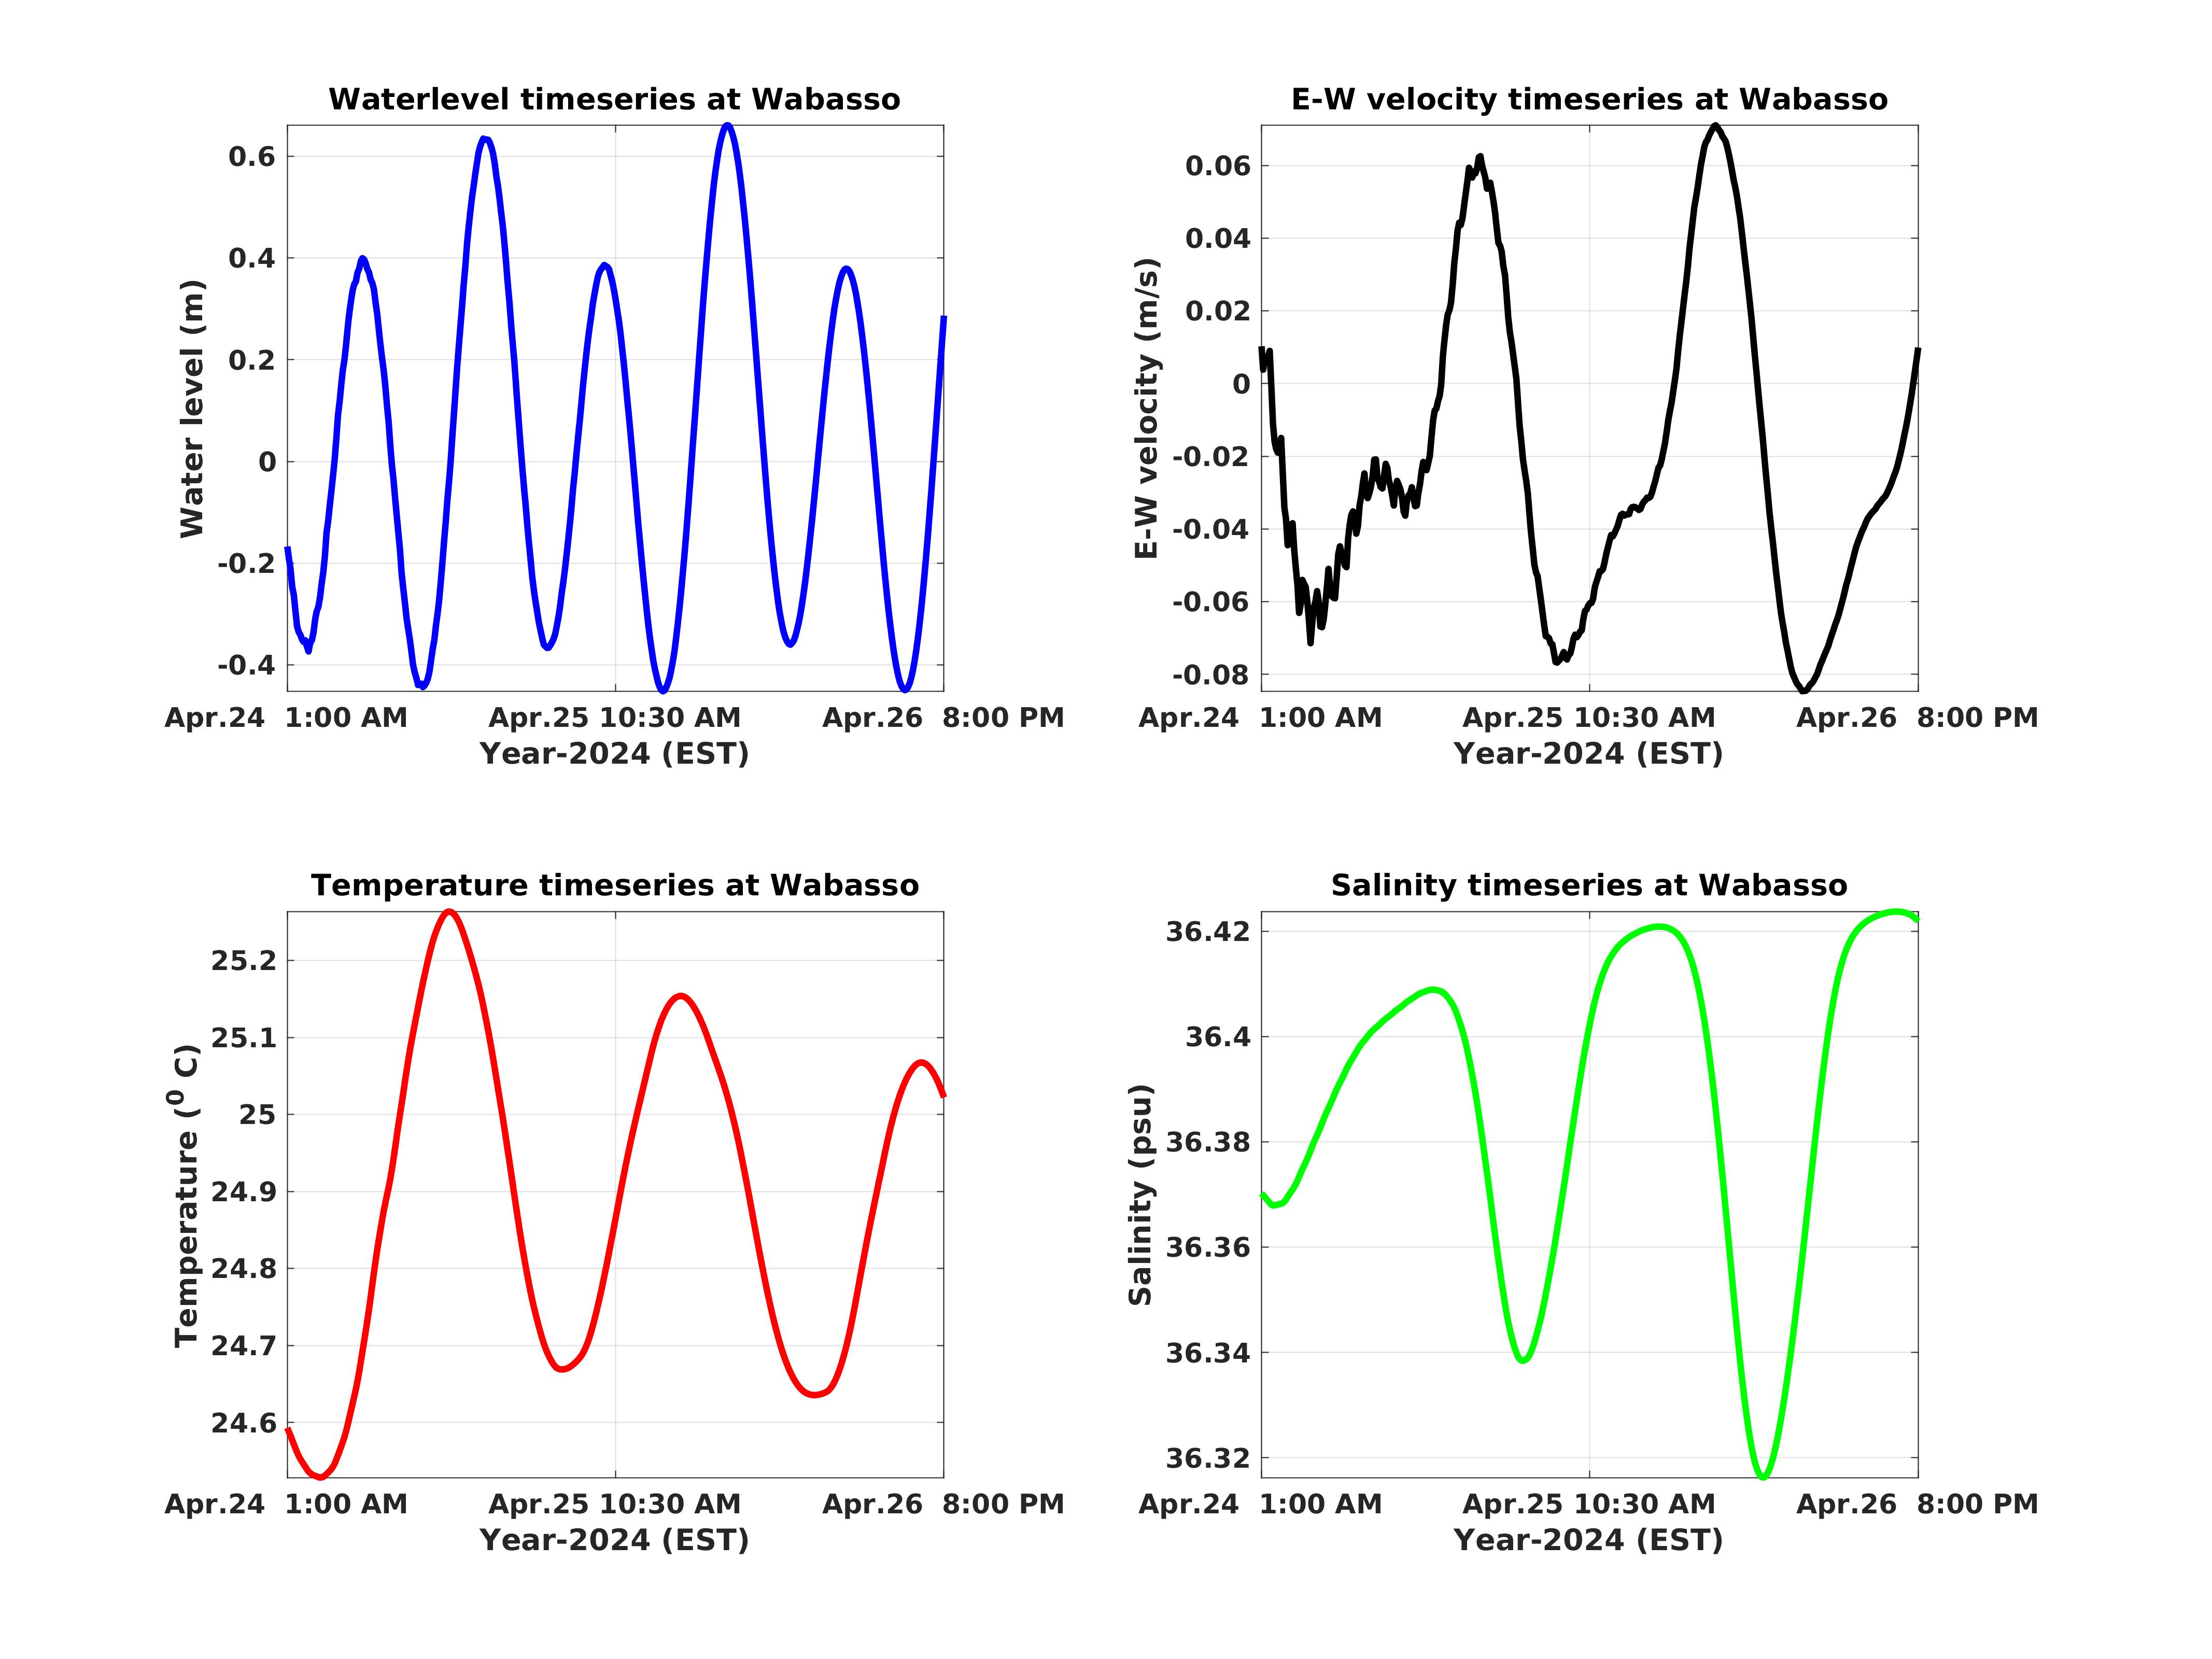 Waterlevel timeseries at Wabasso
0.6
0.4
0.2
0
-0.2
-0.4
Water level (m)
Apr.24 1:00 AM
Apr.25 10:30 AM
Apr.26 8:00 PM
Year-2024 (EST)
E-W velocity timeseries at Wabasso
0.06
0.04
0.02
0
-0.02
-0.04
-0.06
-0.08
E-W velocity (m/s)
Apr.24 1:00 AM
Apr.25 10:30 AM
Apr.26 8:00 PM
Year-2024 (EST)
Temperature timeseries at Wabasso
25.2
25.1
25
24.9
24.8
24.7
24.6
Temperature (⁰ C)
Apr.24 1:00 AM
Apr.25 10:30 AM
Apr.26 8:00 PM
Year-2024 (EST)
Salinity timeseries at Wabasso
36.42
36.4
36.38
36.36
36.34
36.32
Salinity (psu)
Apr.24 1:00 AM
Apr.25 10:30 AM
Apr.26 8:00 PM
Year-2024 (EST)